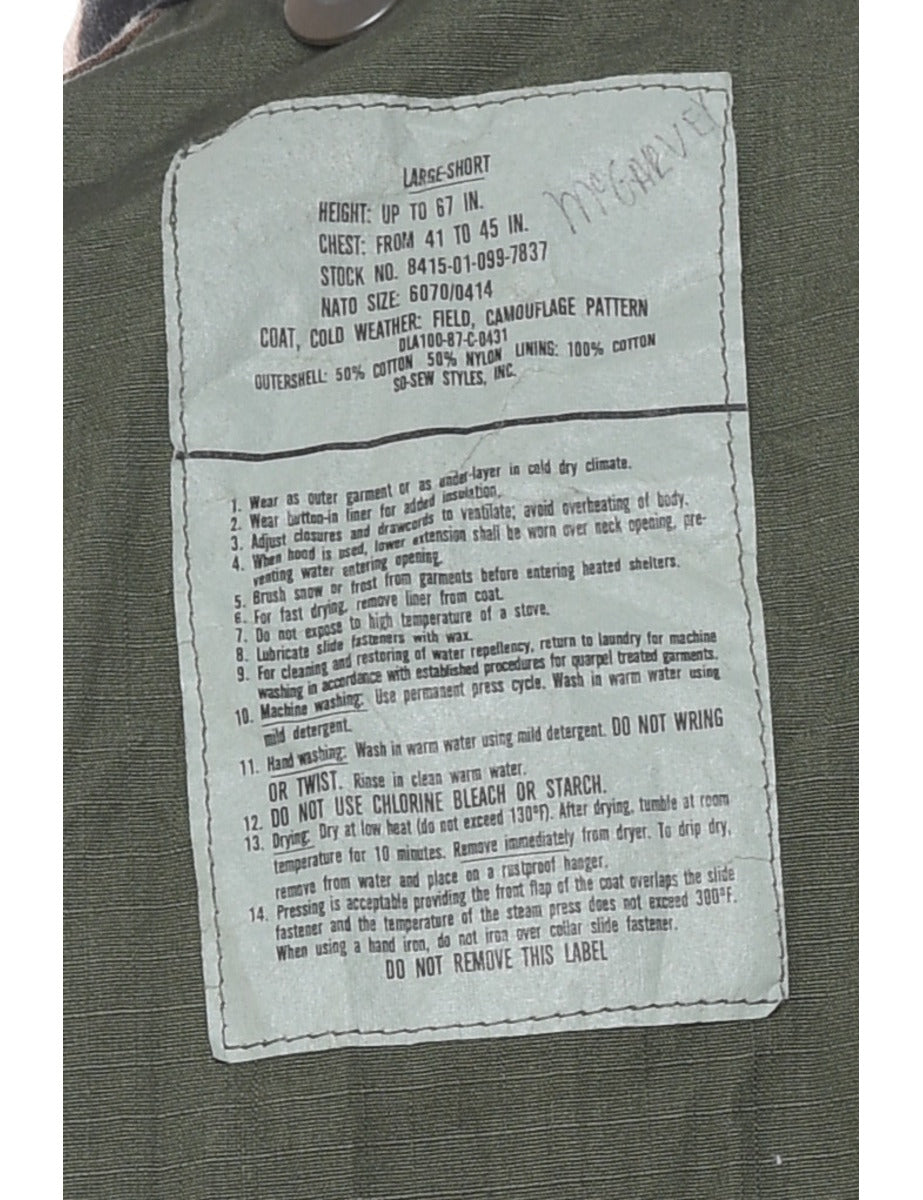 McGARVEY
LARGE-SHORT
HEIGHT: UP TO 67 IN.
CHEST: FROM 41 TO 45 IN.
STOCK NO. 8415-01-099-7837
NATO SIZE: 6070/0414
COAT, COLD WEATHER: FIELD, CAMOUFLAGE PATTERN
DLA100-87-C-0431
OUTERSHELL: 50% COTTON 50% NYLON LINING: 100% COTTON
SO-SEW STYLES, INC.
1. Wear as outer garment or as under-layer in cold dry climate.
2. Wear button-in liner for added insulation.
3. Adjust closures and drawcords to ventilate; avoid overheating of body.
4. When hood is used, lower extension shall be worn over neck opening, pre-
venting water entering opening.
5. Brush snow or frost from garments before entering heated shelters.
6. For fast drying, remove liner from coat.
7. Do not expose to high temperature of a stove.
8. Lubricate slide fasteners with wax.
9. For cleaning and restoring of water repellency, return to laundry for machine
washing in accordance with established procedures for quarpel treated garments.
10. Machine washing: Use permanent press cycle. Wash in warm water using
mild detergent.
11. Hand washing: Wash in warm water using mild detergent. DO NOT WRING
OR TWIST. Rinse in clean warm water.
12. DO NOT USE CHLORINE BLEACH OR STARCH.
13. Drying: Dry at low heat (do not exceed 130°F). After drying, tumble at room
temperature for 10 minutes. Remove immediately from dryer. To drip dry,
remove from water and place on a rustproof hanger.
14. Pressing is acceptable providing the front flap of the coat overlaps the slide
fastener and the temperature of the steam press does not exceed 300°F.
When using a hand iron, do not iron over collar slide fastener.
DO NOT REMOVE THIS LABEL